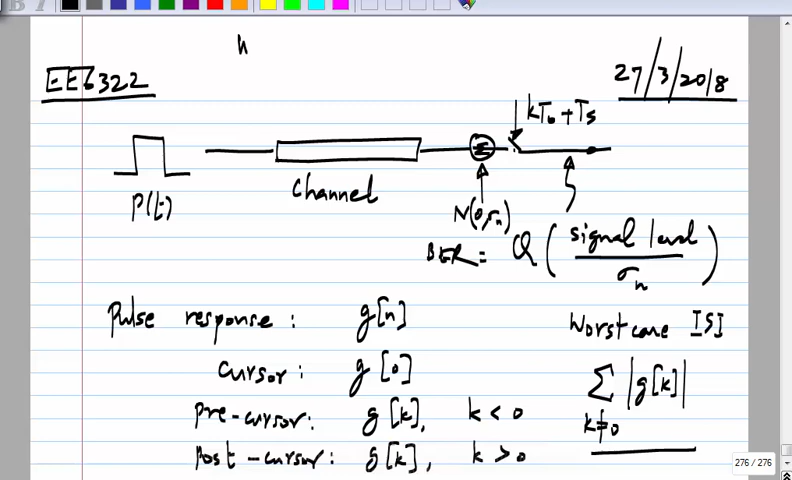 h
EE6322 27/3/2018
kT₀ + Tₛ
P(t) Channel N(0,σₙ)
BER = Q ( signal level / σₙ )
Pulse response : g[n] Worst case ISI
cursor : g[0] Σ |g[k]|
pre-cursor : g[k], k < 0 k≠0
post-cursor : g[k], k > 0
276 / 276